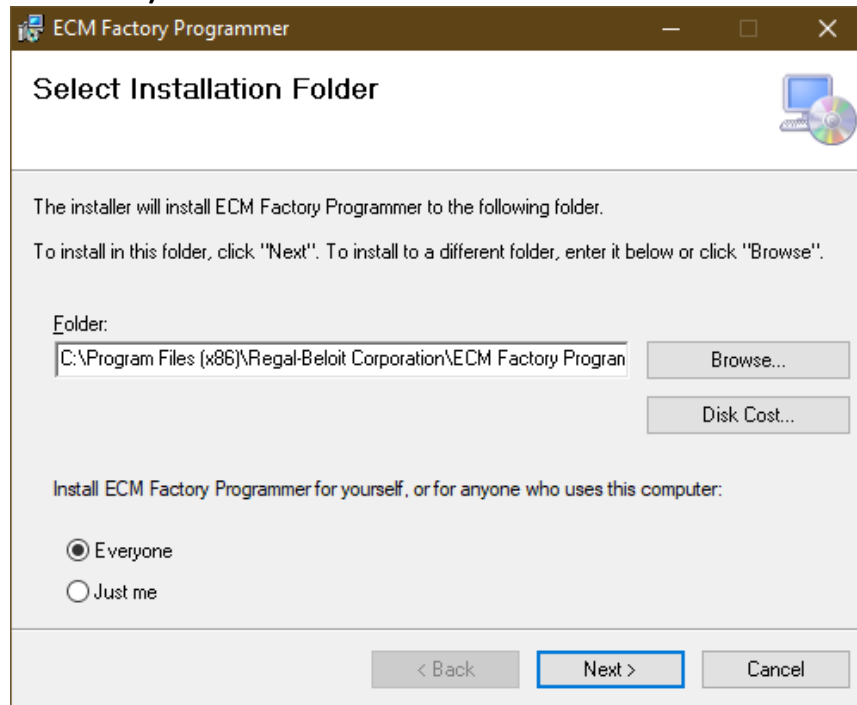 ECM Factory Programmer
Select Installation Folder
The installer will install ECM Factory Programmer to the following folder.
To install in this folder, click "Next". To install to a different folder, enter it below or click "Browse".
Folder:
C:\Program Files (x86)\Regal-Beloit Corporation\ECM Factory Progran
Browse...
Disk Cost...
Install ECM Factory Programmer for yourself, or for anyone who uses this computer:
Everyone
Just me
< Back
Next >
Cancel